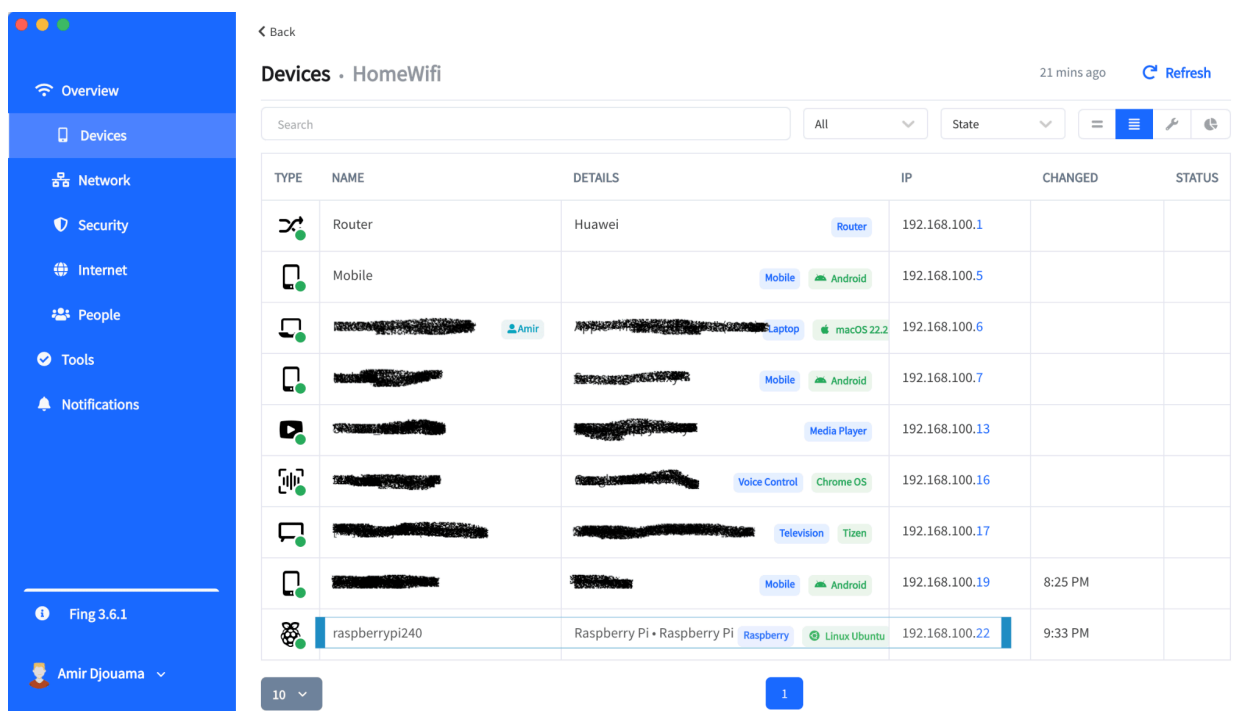 Back
Devices • HomeWifi
21 mins ago
Refresh
Overview
Devices
Network
Security
Internet
People
Tools
Notifications
Fing 3.6.1
Amir Djouama
Search
All
State
TYPE NAME DETAILS IP CHANGED STATUS
Router Huawei Router 192.168.100.1
Mobile Mobile Android 192.168.100.5
Amir Laptop macOS 22.2 192.168.100.6
Mobile Android 192.168.100.7
Media Player 192.168.100.13
Voice Control Chrome OS 192.168.100.16
Television Tizen 192.168.100.17
Mobile Android 192.168.100.19 8:25 PM
raspberrypi240 Raspberry Pi • Raspberry Pi Raspberry Linux Ubuntu 192.168.100.22 9:33 PM
10
1